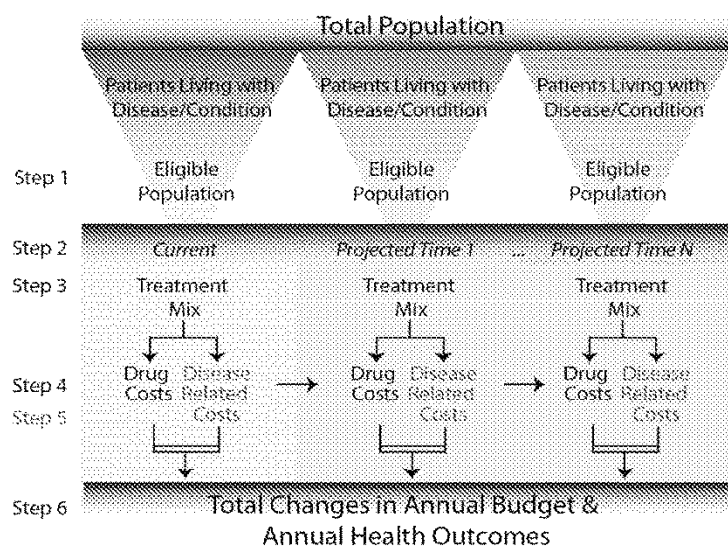 Total Population
Patients Living with Disease/Condition
Patients Living with Disease/Condition
Patients Living with Disease/Condition
Step 1
Eligible Population
Eligible Population
Eligible Population
Step 2
Current
Projected Time 1
...
Projected Time N
Step 3
Treatment Mix
Treatment Mix
Treatment Mix
Step 4
Drug Costs
Disease Related Costs
Drug Costs
Disease Related Costs
Drug Costs
Disease Related Costs
Step 5
Step 6
Total Changes in Annual Budget &
Annual Health Outcomes